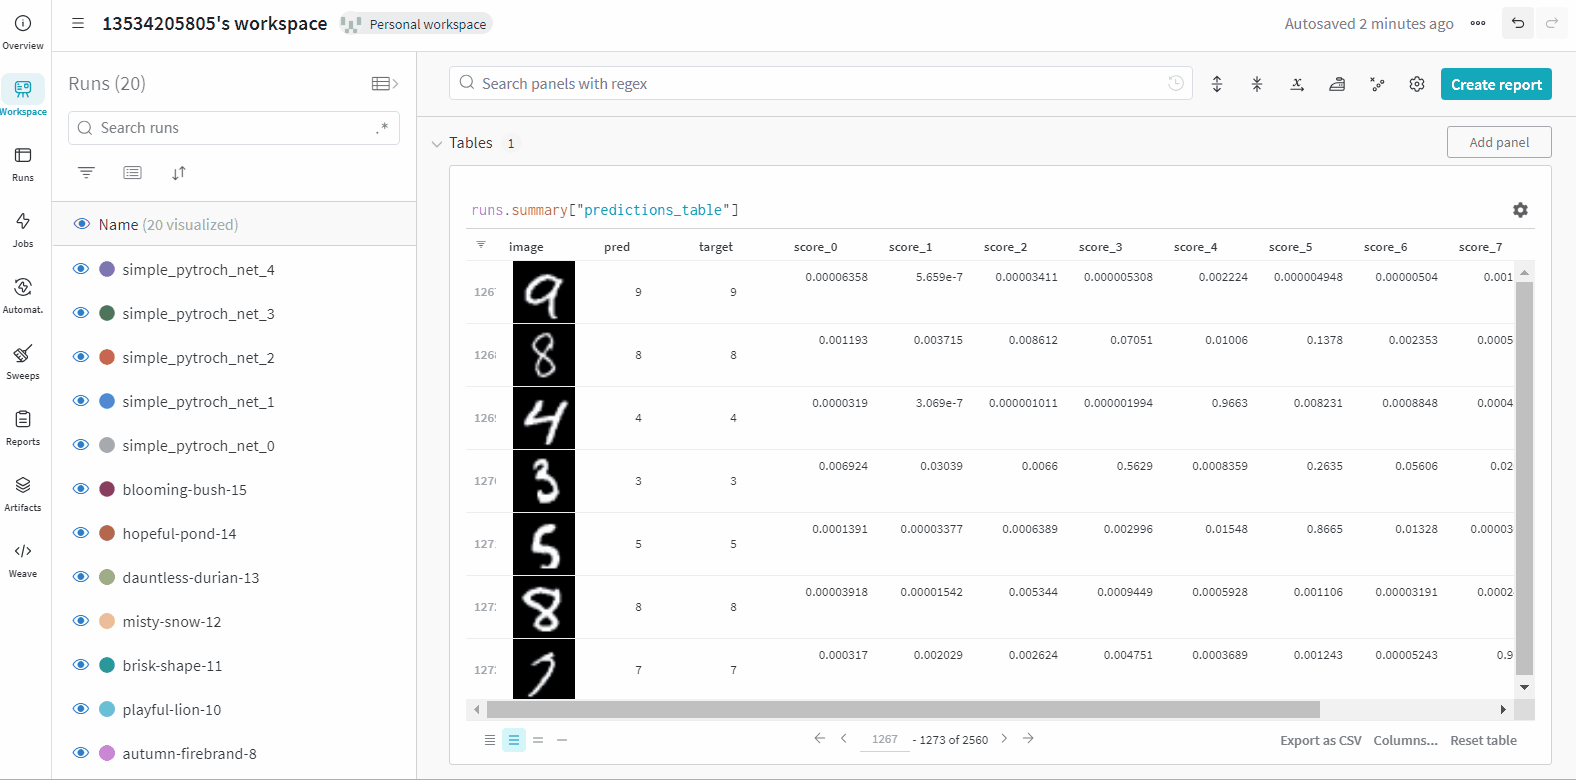 13534205805's workspace
Personal workspace
Autosaved 2 minutes ago
Overview
Workspace
Runs
Jobs
Automat.
Sweeps
Reports
Artifacts
Weave
Runs (20)
Search runs
.*
Name (20 visualized)
simple_pytroch_net_4
simple_pytroch_net_3
simple_pytroch_net_2
simple_pytroch_net_1
simple_pytroch_net_0
blooming-bush-15
hopeful-pond-14
dauntless-durian-13
misty-snow-12
brisk-shape-11
playful-lion-10
autumn-firebrand-8
Search panels with regex
Create report
Tables 1
Add panel
runs.summary["predictions_table"]
image pred target score_0 score_1 score_2 score_3 score_4 score_5 score_6 score_7
126 9 9 9 0.00006358 5.659e-7 0.00003411 0.000005308 0.002224 0.000004948 0.00000504 0.001
126 8 8 8 0.001193 0.003715 0.008612 0.07051 0.01006 0.1378 0.002353 0.0005
126 4 4 4 0.0000319 3.069e-7 0.000001011 0.000001994 0.9663 0.008231 0.0008848 0.0004
127 3 3 3 0.006924 0.03039 0.0066 0.5629 0.0008359 0.2635 0.05606 0.02
127 5 5 5 0.0001391 0.00003377 0.0006389 0.002996 0.01548 0.8665 0.01328 0.00003
127 8 8 8 0.00003918 0.00001542 0.005344 0.0009449 0.0005928 0.001106 0.00003191 0.0002
127 7 7 7 0.000317 0.002029 0.002624 0.004751 0.0003689 0.001243 0.00005243 0.9
1267 - 1273 of 2560
Export as CSV Columns... Reset table